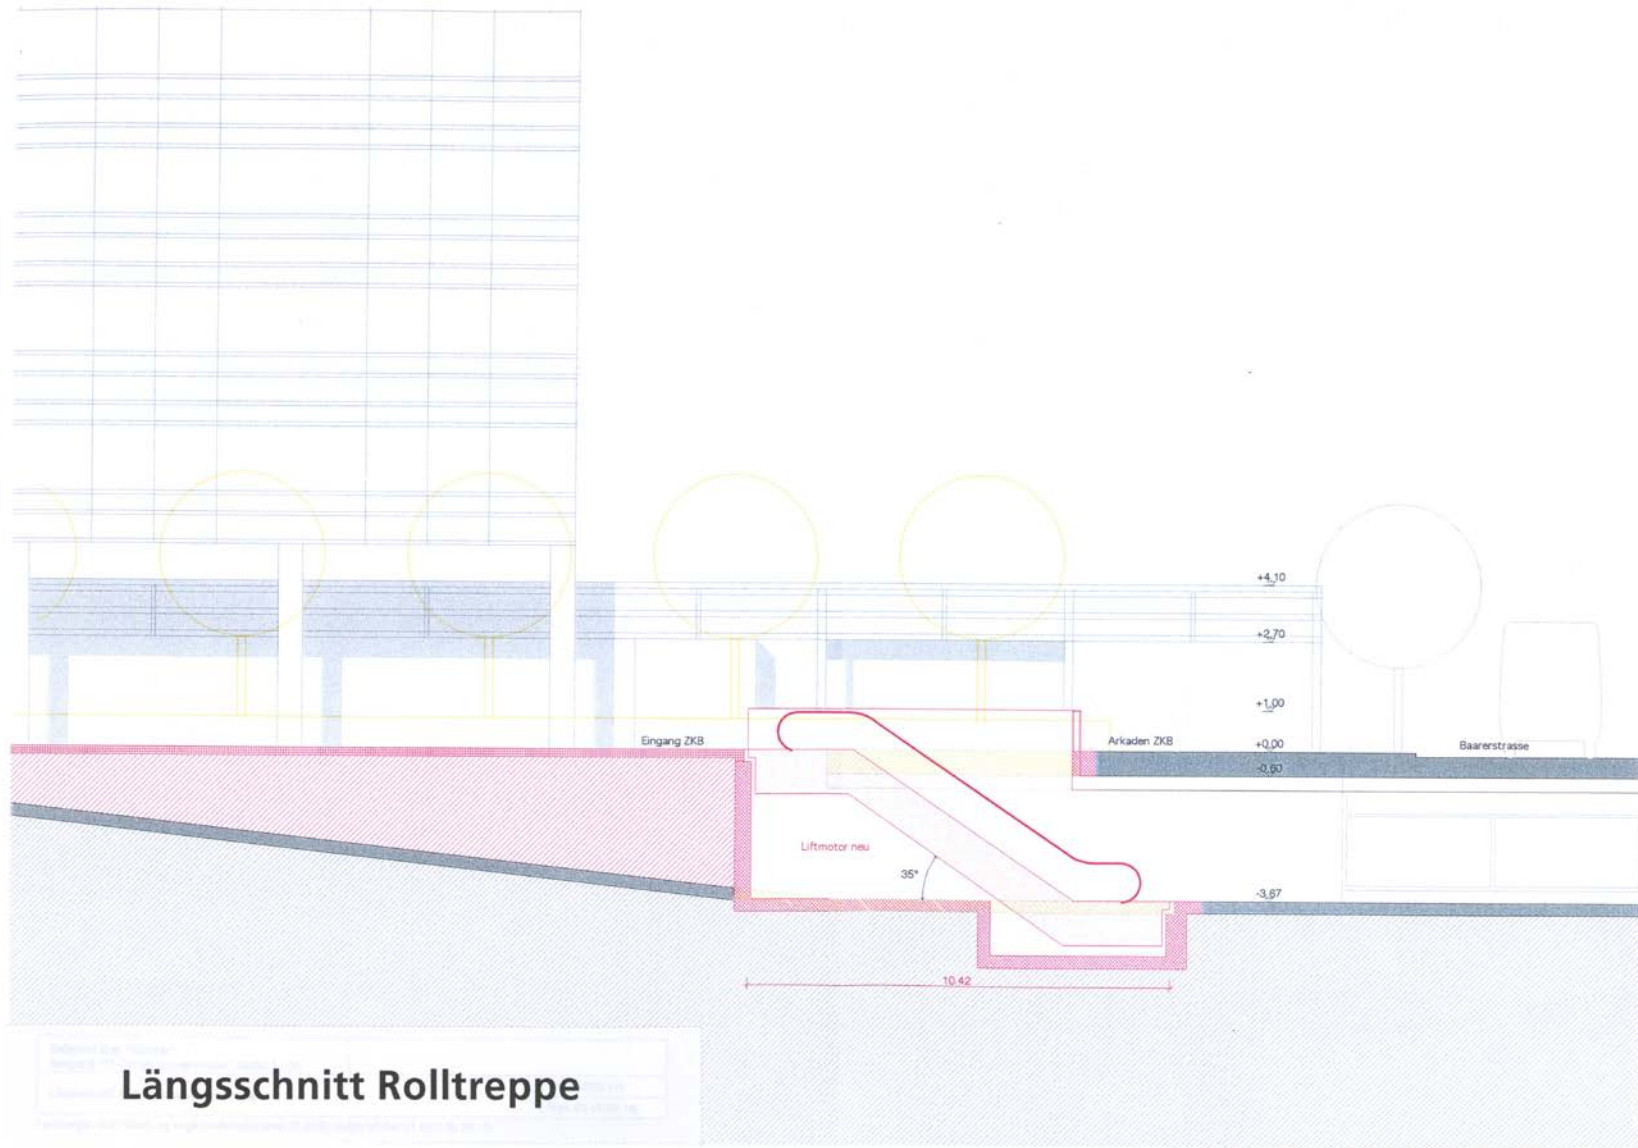 +4,10
+2,70
+1,00
Eingang ZKB
Arkaden ZKB
+0,00
Baarerstrasse
-0,60
Liftmotor neu
35°
-3,67
10.42
Längsschnitt Rolltreppe